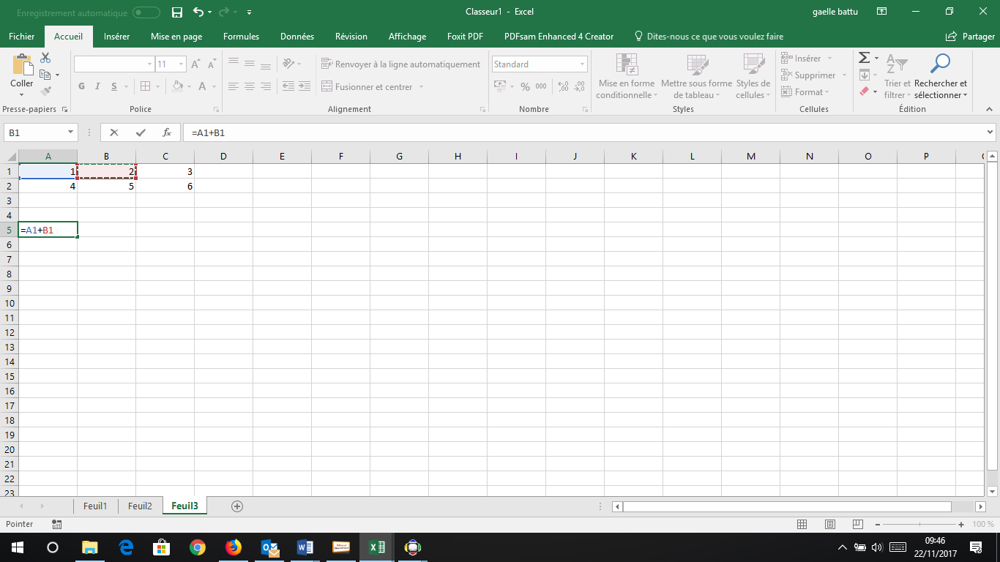 Enregistrement automatique
Classeur1 - Excel
gaelle battu
Fichier Accueil Insérer Mise en page Formules Données Révision Affichage Foxit PDF PDFsam Enhanced 4 Creator Dites-nous ce que vous voulez faire Partager
Coller
11
G I S
Renvoyer à la ligne automatiquement
Fusionner et centrer
Standard
% 000
Mise en forme conditionnelle
Mettre sous forme de tableau
Styles de cellules
Insérer
Supprimer
Format
Trier et filtrer
Rechercher et sélectionner
Presse-papiers Police Alignement Nombre Styles Cellules Édition
B1 fx =A1+B1
A B C D E F G H I J K L M N O P
1 1 2 3
2 4 5 6
3
4
5 =A1+B1
6
7
8
9
10
11
12
13
14
15
16
17
18
19
20
21
22
23
Feuil1 Feuil2 Feuil3
Pointer 100 %
09:46
22/11/2017